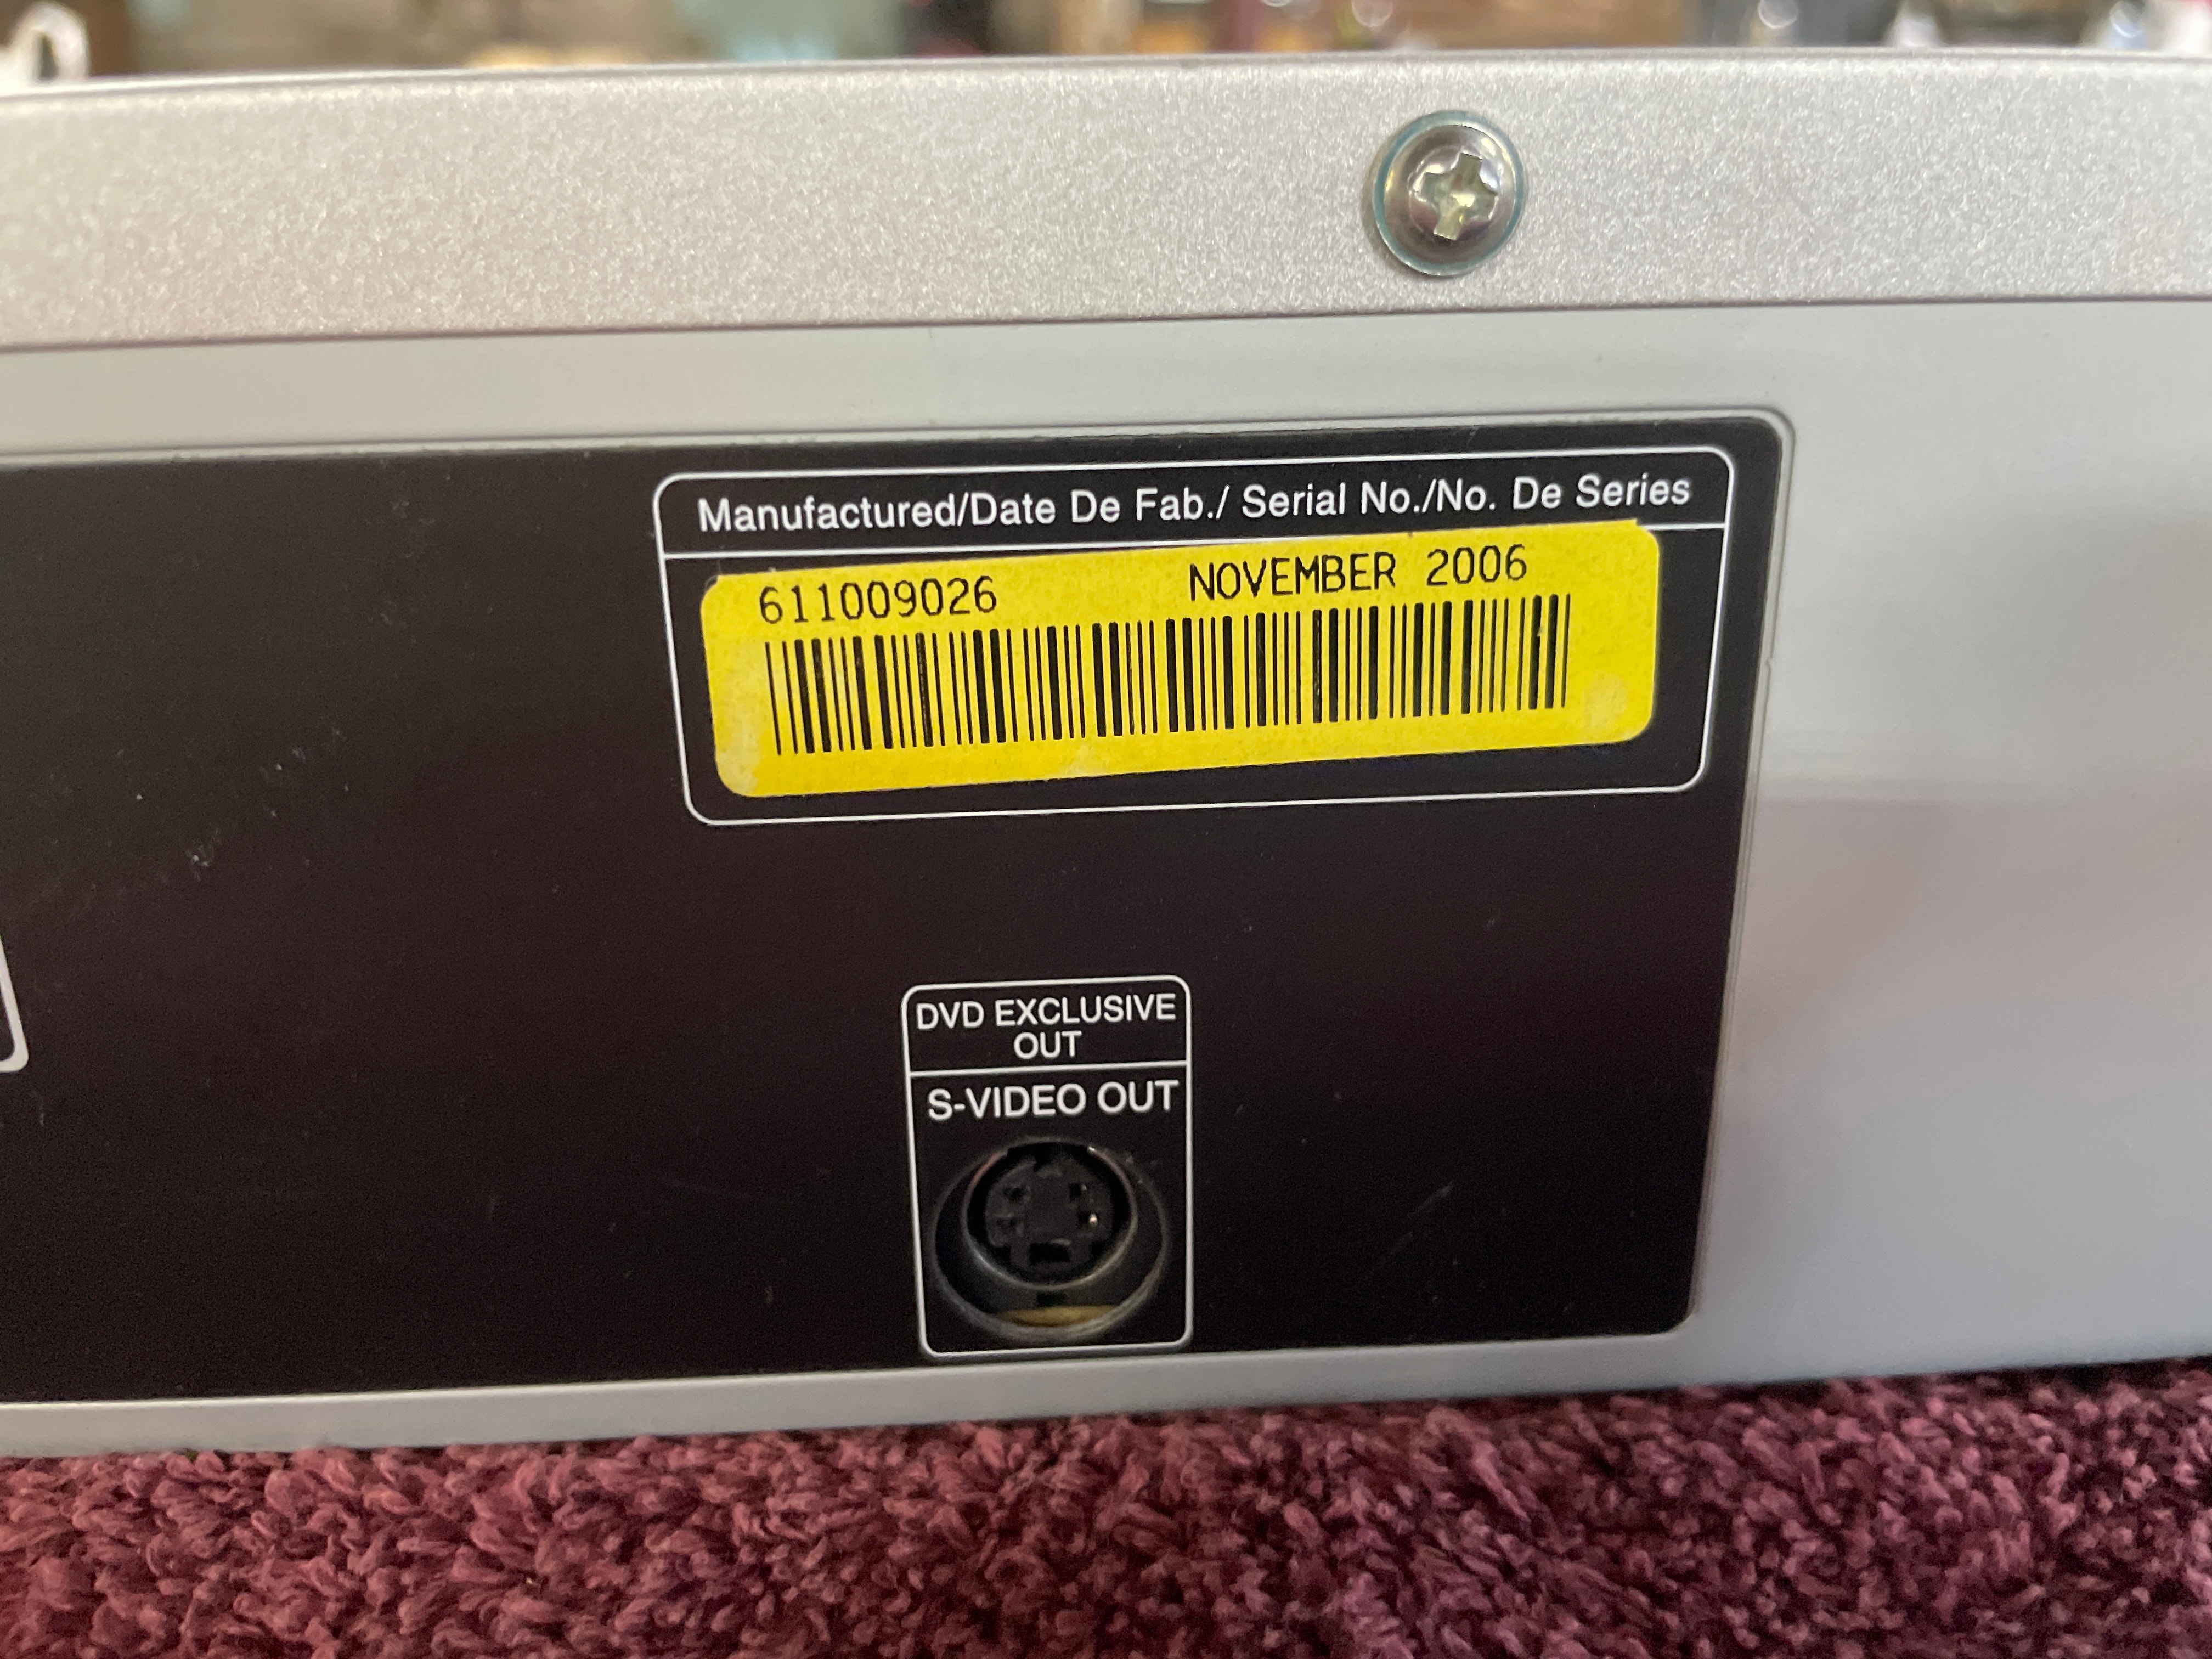 Manufactured/Date De Fab./ Serial No./No. De Series
611009026 NOVEMBER 2006
DVD EXCLUSIVE
OUT
S-VIDEO OUT